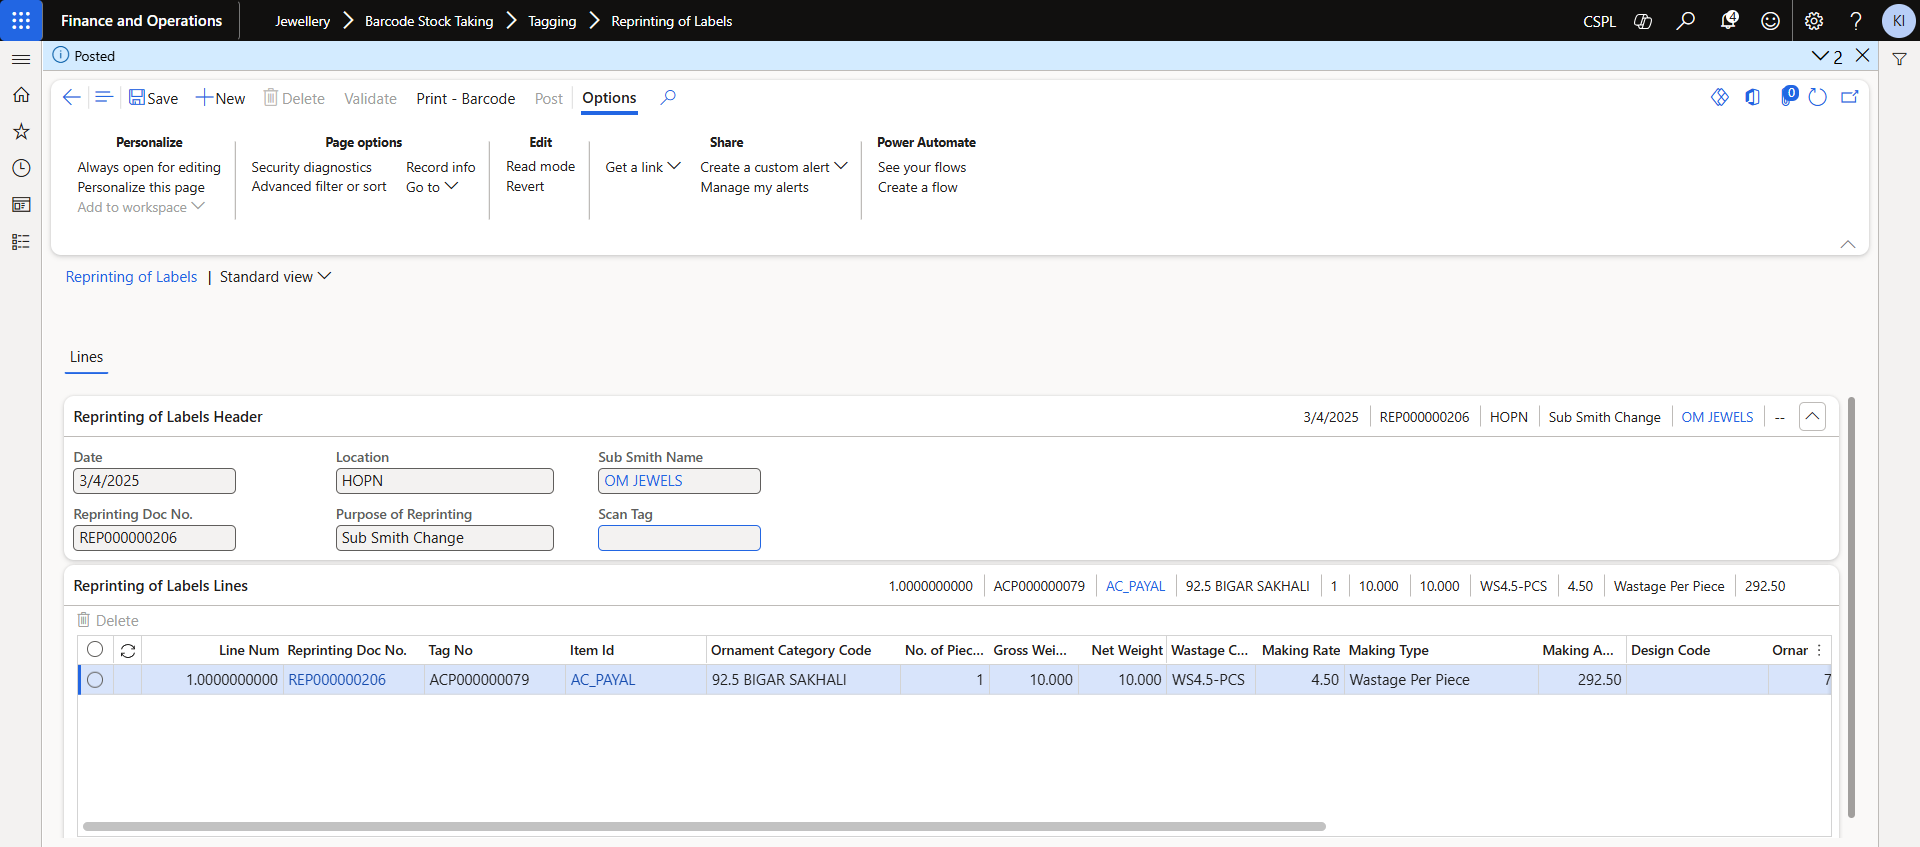 Finance and Operations Jewellery Barcode Stock Taking Tagging Reprinting of Labels CSPL 4 ? KI
Posted 2
Save New Delete Validate Print - Barcode Post Options 0
Personalize Page options Edit Share Power Automate
Always open for editing Security diagnostics Record info Read mode Get a link Create a custom alert See your flows
Personalize this page Advanced filter or sort Go to Revert Manage my alerts Create a flow
Add to workspace
Reprinting of Labels | Standard view
Lines
Reprinting of Labels Header 3/4/2025 REP000000206 HOPN Sub Smith Change OM JEWELS --
Date Location Sub Smith Name
3/4/2025 HOPN OM JEWELS
Reprinting Doc No. Purpose of Reprinting Scan Tag
REP000000206 Sub Smith Change
Reprinting of Labels Lines 1.0000000000 ACP000000079 AC_PAYAL 92.5 BIGAR SAKHALI 1 10.000 10.000 WS4.5-PCS 4.50 Wastage Per Piece 292.50
Delete
Line Num Reprinting Doc No. Tag No Item Id Ornament Category Code No. of Piec... Gross Wei... Net Weight Wastage C... Making Rate Making Type Making A... Design Code Ornar
1.0000000000 REP000000206 ACP000000079 AC_PAYAL 92.5 BIGAR SAKHALI 1 10.000 10.000 WS4.5-PCS 4.50 Wastage Per Piece 292.50 7